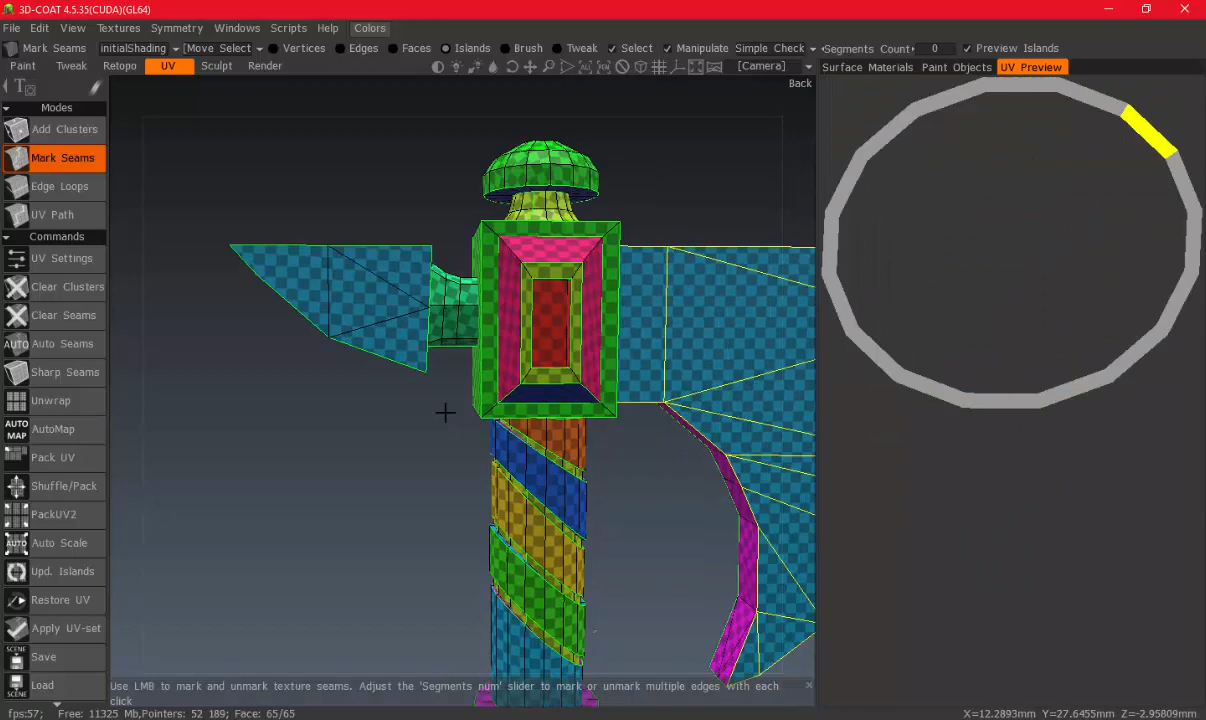 3D-COAT 4.5.35(CUDA)(GL64)
File Edit View Textures Symmetry Windows Scripts Help Colors
Mark Seams initialShading [Move Select Vertices Edges Faces Islands Brush Tweak Select Manipulate Simple Check Segments Count 0 Preview Islands
Paint Tweak Retopo UV Sculpt Render [Camera] Surface Materials Paint Objects UV Preview
Back
Modes
Add Clusters
Mark Seams
Edge Loops
UV Path
Commands
UV Settings
Clear Clusters
Clear Seams
AUTO Auto Seams
Sharp Seams
Unwrap
AUTO MAP AutoMap
Pack UV
Shuffle/Pack
PackUV2
AUTO Auto Scale
Upd. Islands
Restore UV
Apply UV-set
SCENE Save
SCENE Load
Use LMB to mark and unmark texture seams. Adjust the 'Segments num' slider to mark or unmark multiple edges with each
click
fps:57; Free: 11325 Mb,Pointers: 52 189; Face: 65/65 X=12.2893mm Y=27.6455mm Z=-2.95809mm